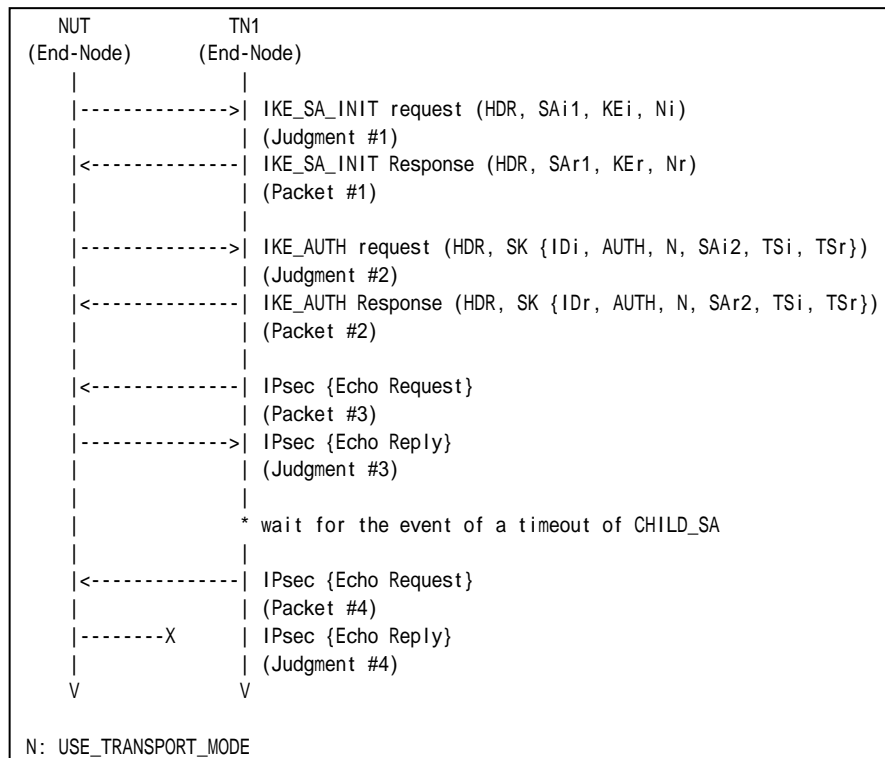 NUT TN1
(End-Node) (End-Node)
| |
|-------------->| IKE_SA_INIT request (HDR, SAi1, KEi, Ni)
| | (Judgment #1)
|<--------------| IKE_SA_INIT Response (HDR, SAr1, KEr, Nr)
| | (Packet #1)
| |
|-------------->| IKE_AUTH request (HDR, SK {IDi, AUTH, N, SAi2, TSi, TSr})
| | (Judgment #2)
|<--------------| IKE_AUTH Response (HDR, SK {IDr, AUTH, N, SAr2, TSi, TSr})
| | (Packet #2)
| |
|<--------------| IPsec {Echo Request}
| | (Packet #3)
|-------------->| IPsec {Echo Reply}
| | (Judgment #3)
| |
| * wait for the event of a timeout of CHILD_SA
| |
|<--------------| IPsec {Echo Request}
| | (Packet #4)
|--------X | IPsec {Echo Reply}
| | (Judgment #4)
V V
N: USE_TRANSPORT_MODE